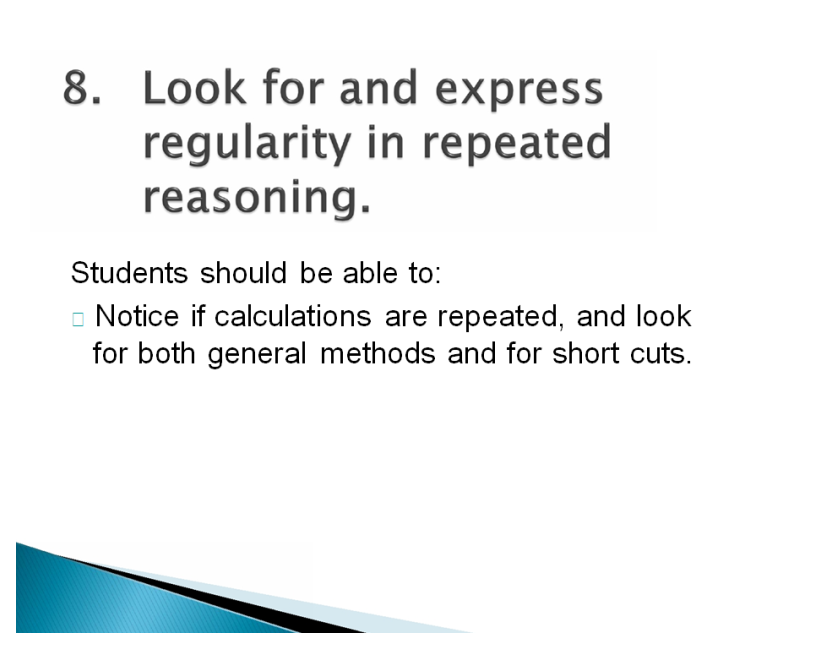 8. Look for and express
regularity in repeated
reasoning.
Students should be able to:
Notice if calculations are repeated, and look
for both general methods and for short cuts.